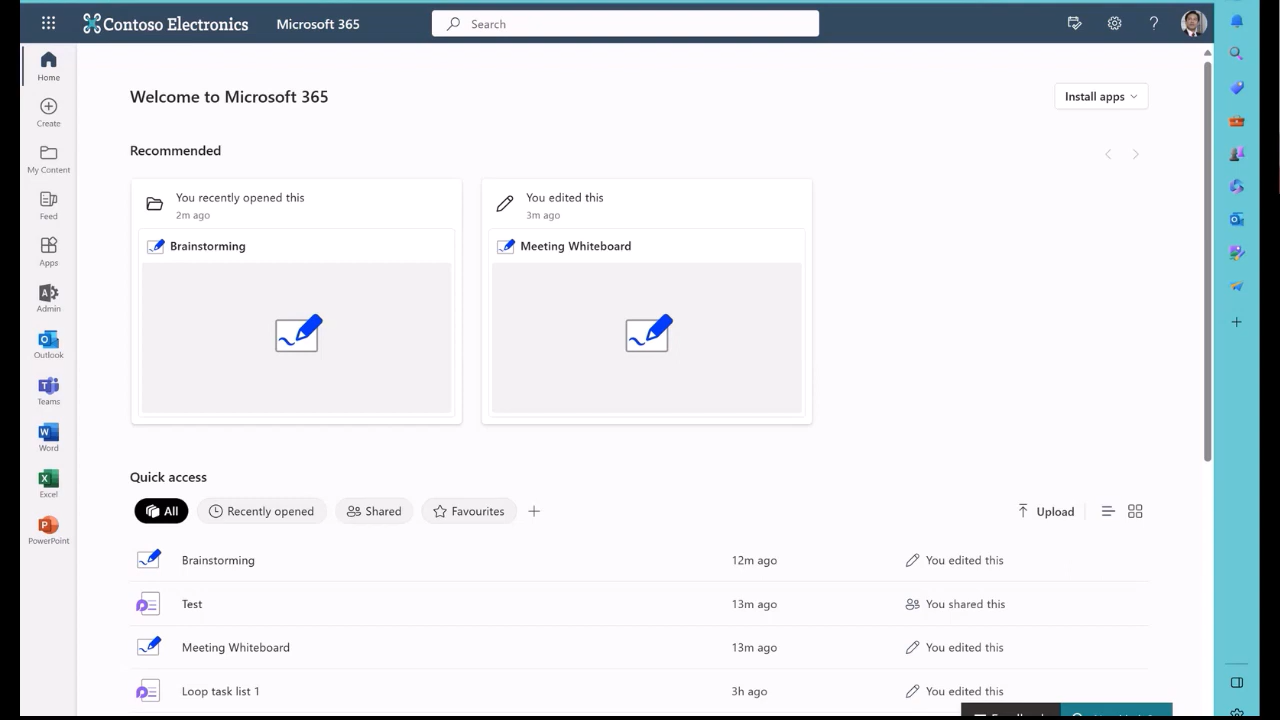 Contoso Electronics
Microsoft 365
Search
Home
Create
My Content
Feed
Apps
Admin
Outlook
Teams
Word
Excel
PowerPoint
Welcome to Microsoft 365
Install apps
Recommended
You recently opened this
2m ago
Brainstorming
You edited this
3m ago
Meeting Whiteboard
Quick access
All
Recently opened
Shared
Favourites
Upload
Brainstorming 12m ago You edited this
Test 13m ago You shared this
Meeting Whiteboard 13m ago You edited this
Loop task list 1 3h ago You edited this